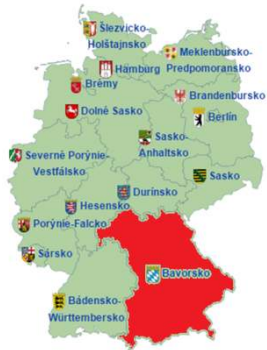 Šlezvicko-
Holštajnsko
Meklenbursko-
Predpomoransko
Hamburg
Brémy
Brandenbursko
Dolné Sasko
Berlín
Sasko-
Anhaltsko
Severné Porýnie-
Vestfálsko
Sasko
Durínsko
Hesensko
Porýnie-Falcko
Sársko
Bavorsko
Bádensko-
Württembersko